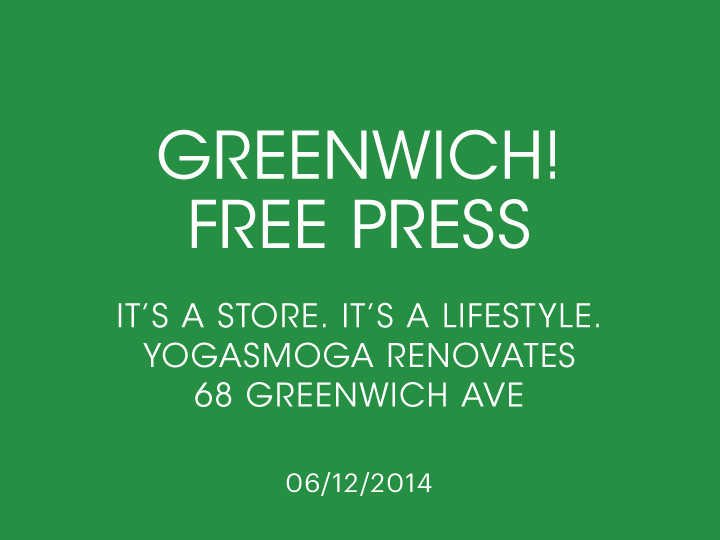 GREENWICH!
FREE PRESS
IT'S A STORE. IT'S A LIFESTYLE.
YOGASMOGA RENOVATES
68 GREENWICH AVE
06/12/2014